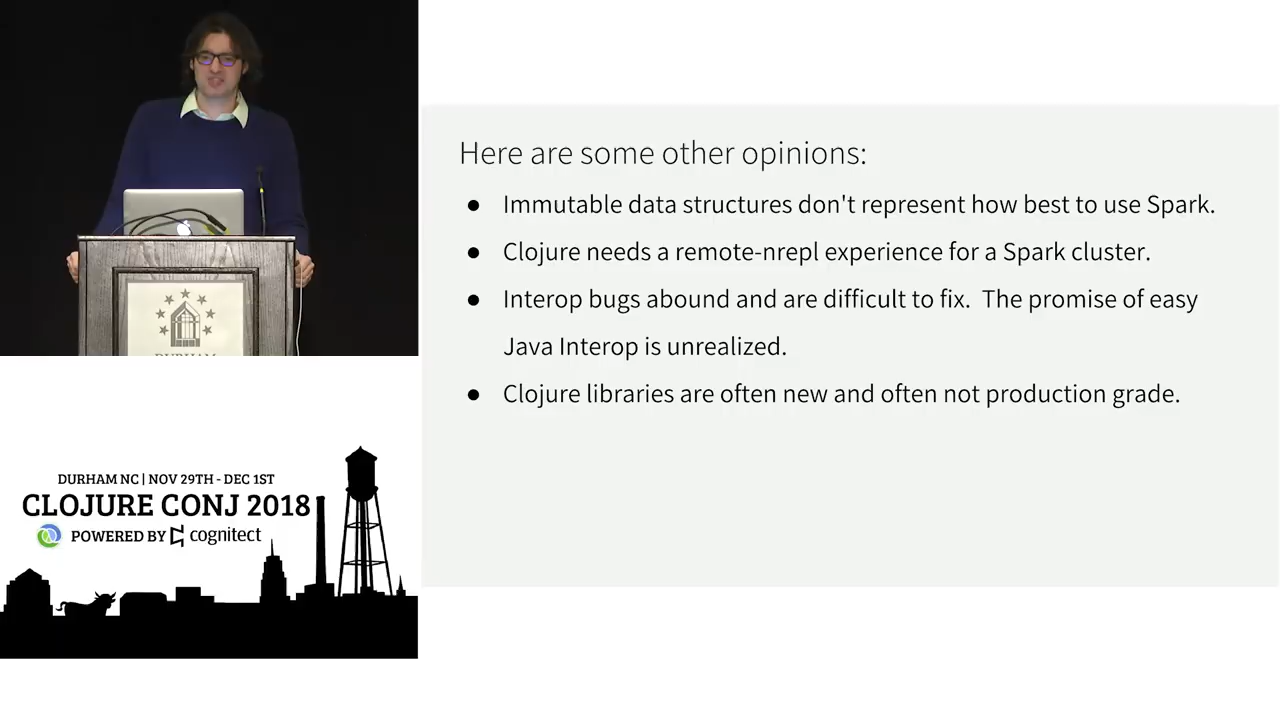 Here are some other opinions:
● Immutable data structures don't represent how best to use Spark.
● Clojure needs a remote-nrepl experience for a Spark cluster.
● Interop bugs abound and are difficult to fix.  The promise of easy
Java Interop is unrealized.
● Clojure libraries are often new and often not production grade.
DURHAM
DURHAM NC | NOV 29TH - DEC 1ST
CLOJURE CONJ 2018
POWERED BY cognitect